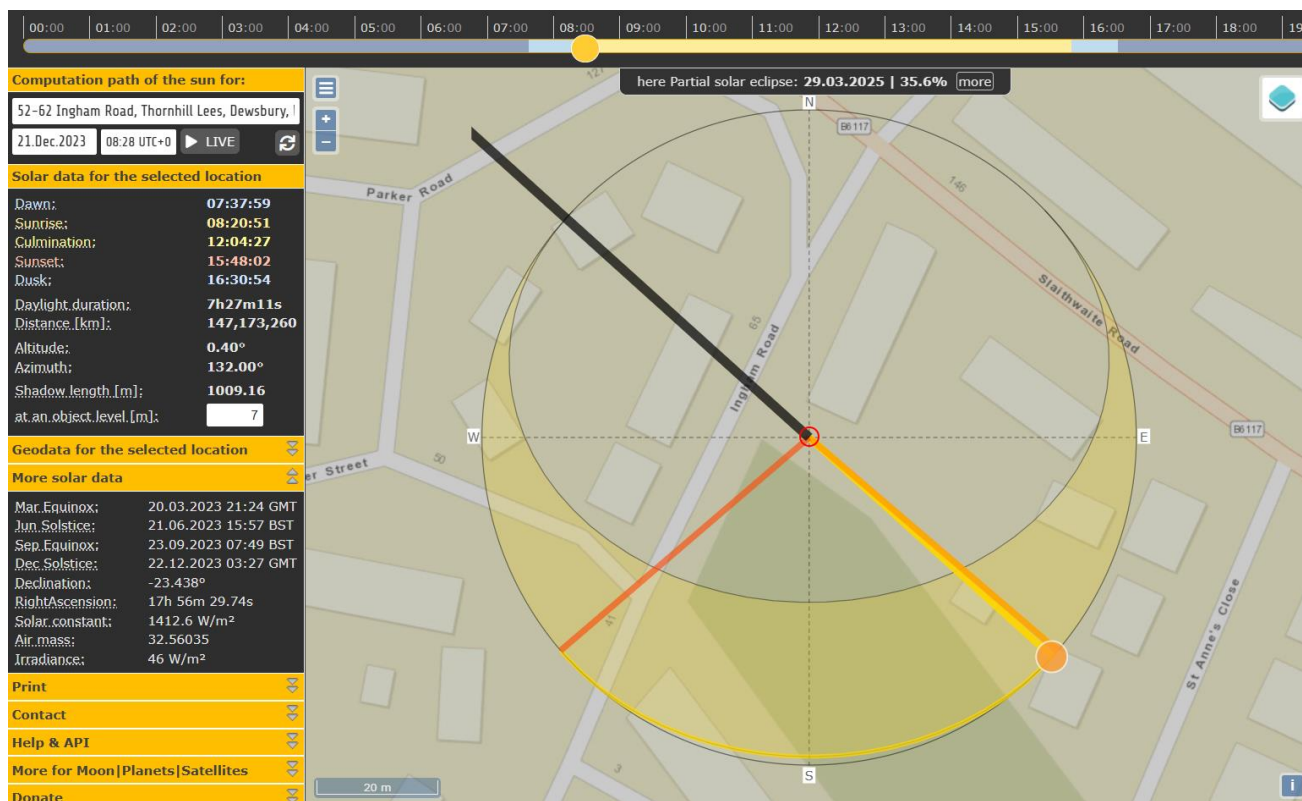 00:00 01:00 02:00 03:00 04:00 05:00 06:00 07:00 08:00 09:00 10:00 11:00 12:00 13:00 14:00 15:00 16:00 17:00 18:00 19
Computation path of the sun for:
52-62 Ingham Road, Thornhill Lees, Dewsbury,
21.Dec.2023 08:28 UTC+0 LIVE
Solar data for the selected location
Dawn: 07:37:59
Sunrise: 08:20:51
Culmination: 12:04:27
Sunset: 15:48:02
Dusk: 16:30:54
Daylight duration: 7h27m11s
Distance [km]: 147,173,260
Altitude: 0.40°
Azimuth: 132.00°
Shadow length [m]: 1009.16
at an object level [m]: 7
Geodata for the selected location
More solar data
Mar Equinox: 20.03.2023 21:24 GMT
Jun Solstice: 21.06.2023 15:57 BST
Sep Equinox: 23.09.2023 07:49 BST
Dec Solstice: 22.12.2023 03:27 GMT
Declination: -23.438°
RightAscension: 17h 56m 29.74s
Solar constant: 1412.6 W/m²
Air mass: 32.56035
Irradiance: 46 W/m²
Print
Contact
Help & API
More for Moon|Planets|Satellites
Donate
here Partial solar eclipse: 29.03.2025 | 35.6% more
+
−
127
N
B6117
146
Parker Road
Slaithwaite Road
65
Ingham Road
W
E
B6117
er Street
50
41
St Anne's Close
3
S
20 m
i